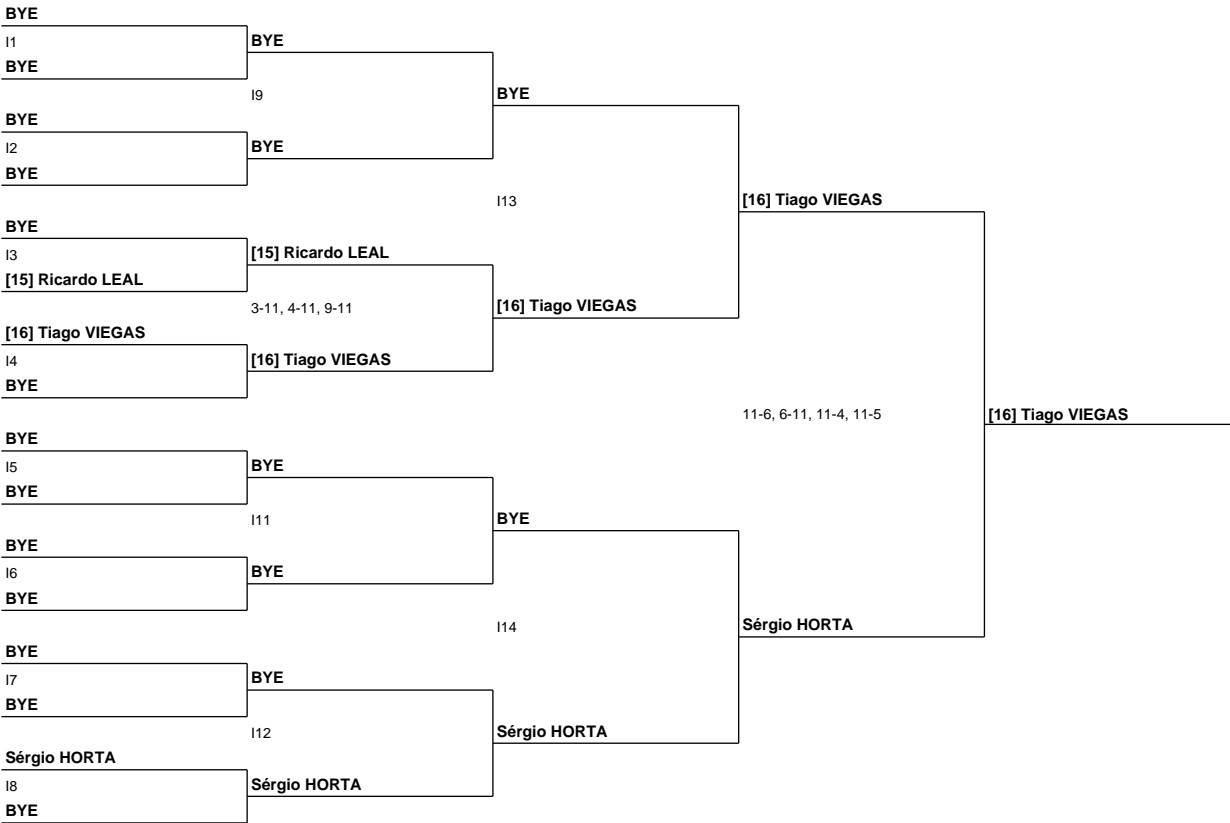 BYE
I1
BYE
BYE
I9
BYE
BYE
I2
BYE
BYE
I13
[16] Tiago VIEGAS
BYE
I3
[15] Ricardo LEAL
[15] Ricardo LEAL
3-11, 4-11, 9-11
[16] Tiago VIEGAS
[16] Tiago VIEGAS
I4
[16] Tiago VIEGAS
BYE
11-6, 6-11, 11-4, 11-5
[16] Tiago VIEGAS
BYE
I5
BYE
BYE
I11
BYE
BYE
I6
BYE
BYE
I14
Sérgio HORTA
BYE
I7
BYE
BYE
I12
Sérgio HORTA
Sérgio HORTA
I8
Sérgio HORTA
BYE